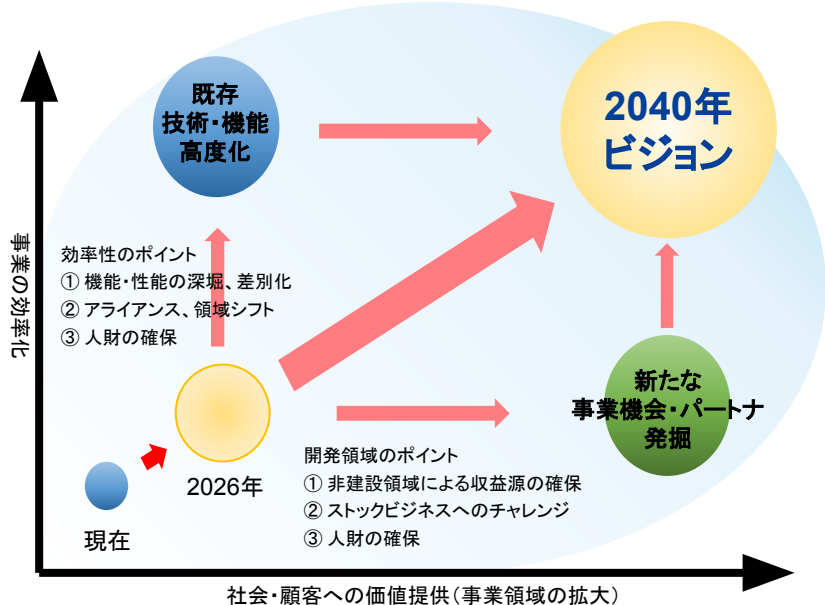 既存
技術・機能
高度化
2040年
ビジョン
事業の効率化
効率性のポイント
① 機能・性能の深堀、差別化
② アライアンス、領域シフト
③ 人財の確保
新たな
事業機会・パートナ
発掘
2026年
現在
開発領域のポイント
① 非建設領域による収益源の確保
② ストックビジネスへのチャレンジ
③ 人財の確保
社会・顧客への価値提供（事業領域の拡大）